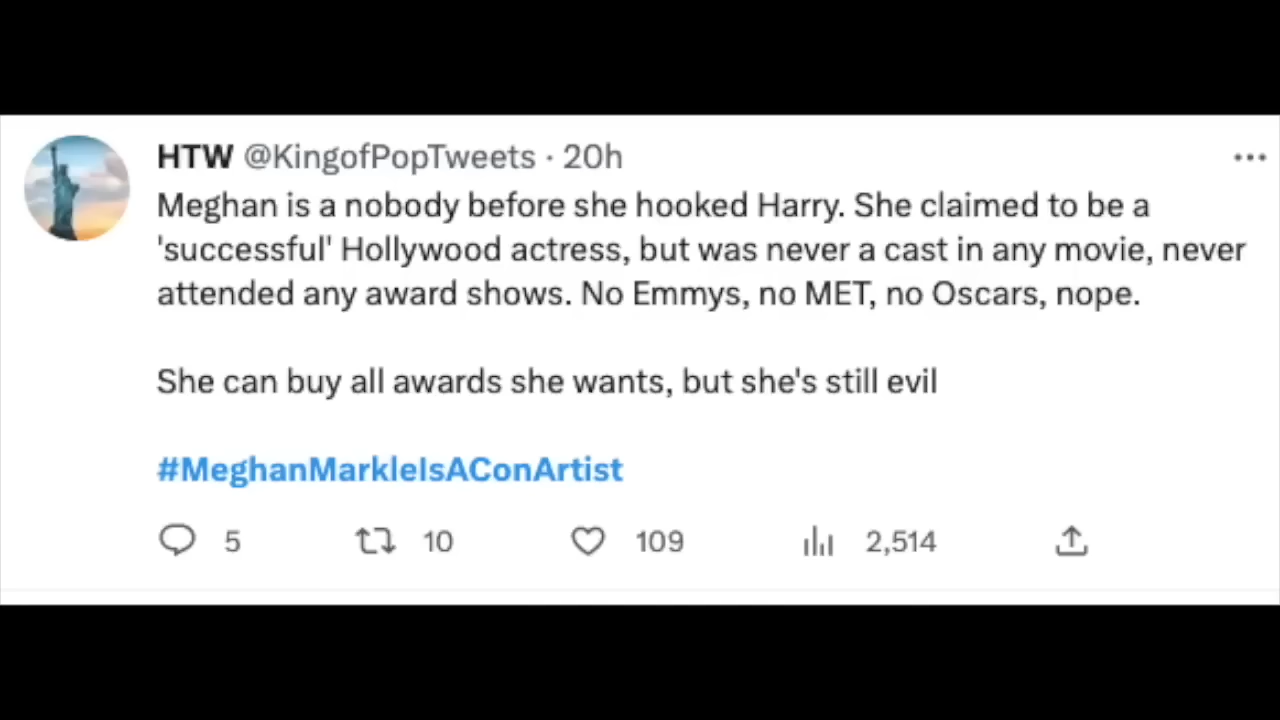 HTW @KingofPopTweets · 20h
Meghan is a nobody before she hooked Harry. She claimed to be a
'successful' Hollywood actress, but was never a cast in any movie, never
attended any award shows. No Emmys, no MET, no Oscars, nope.
She can buy all awards she wants, but she's still evil
#MeghanMarkleIsAConArtist
5 10 109 2,514